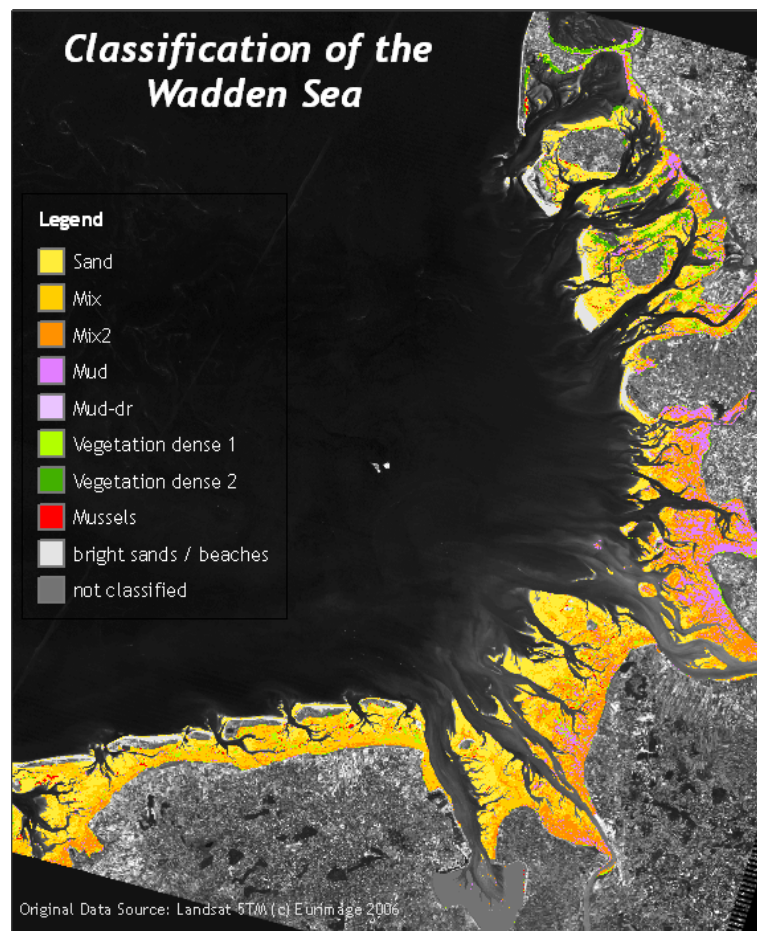 Classification of the
Wadden Sea
Legend
Sand
Mix
Mix2
Mud
Mud-dr
Vegetation dense 1
Vegetation dense 2
Mussels
bright sands / beaches
not classified
Original Data Source: Landsat 5TM (c) Eurimage 2006